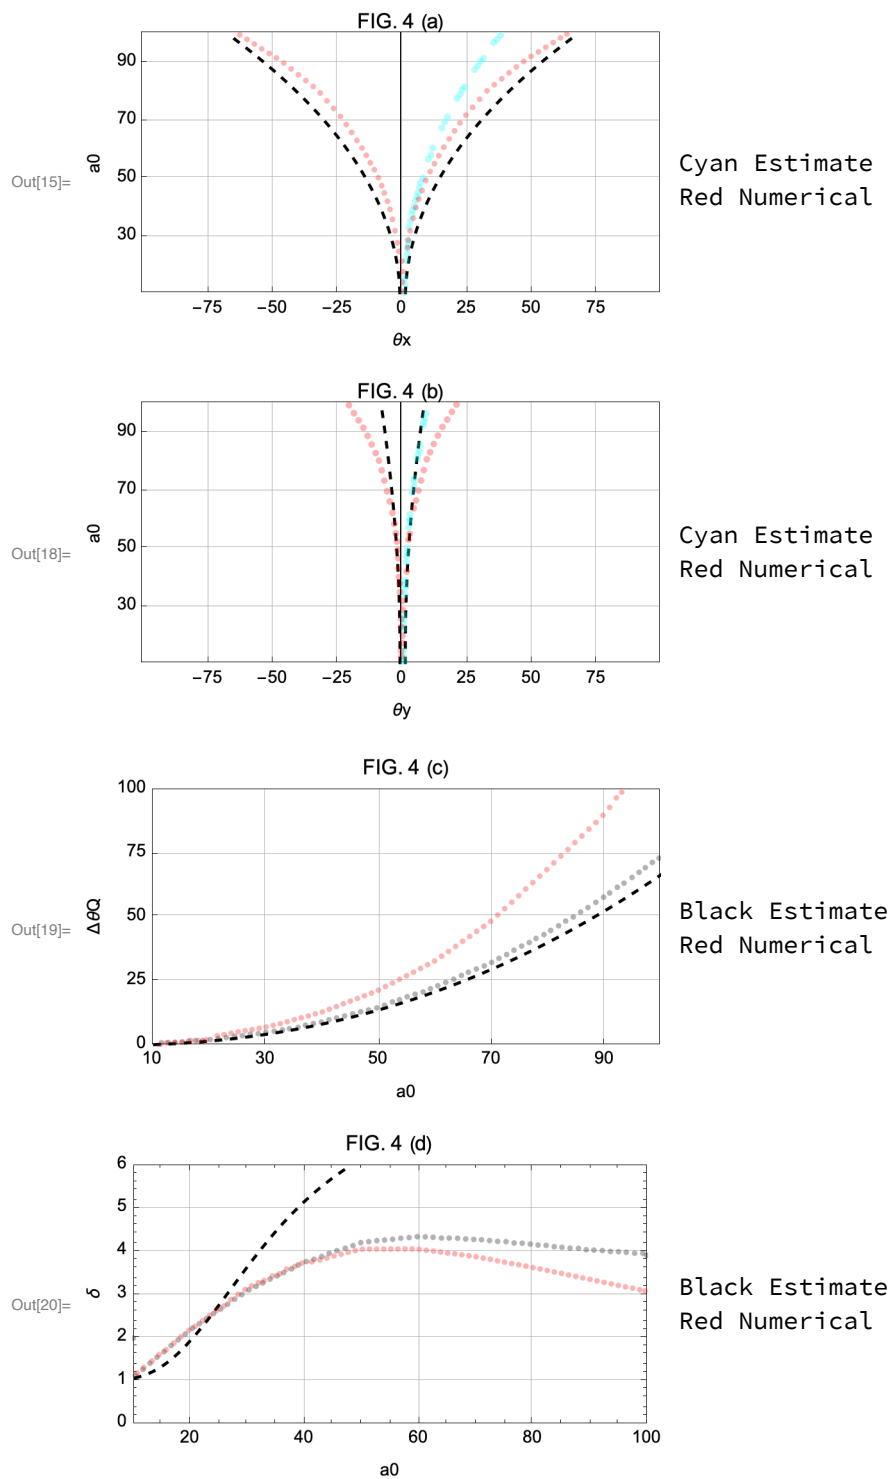 FIG. 4 (a)
90
70
50
30
a0
Out[15]=
−75 −50 −25 0 25 50 75
θx
Cyan Estimate
Red Numerical
FIG. 4 (b)
90
70
50
30
a0
Out[18]=
−75 −50 −25 0 25 50 75
θy
Cyan Estimate
Red Numerical
FIG. 4 (c)
100
75
50
25
0
ΔθQ
Out[19]=
10 30 50 70 90
a0
Black Estimate
Red Numerical
FIG. 4 (d)
6
5
4
3
2
1
0
δ
Out[20]=
20 40 60 80 100
a0
Black Estimate
Red Numerical